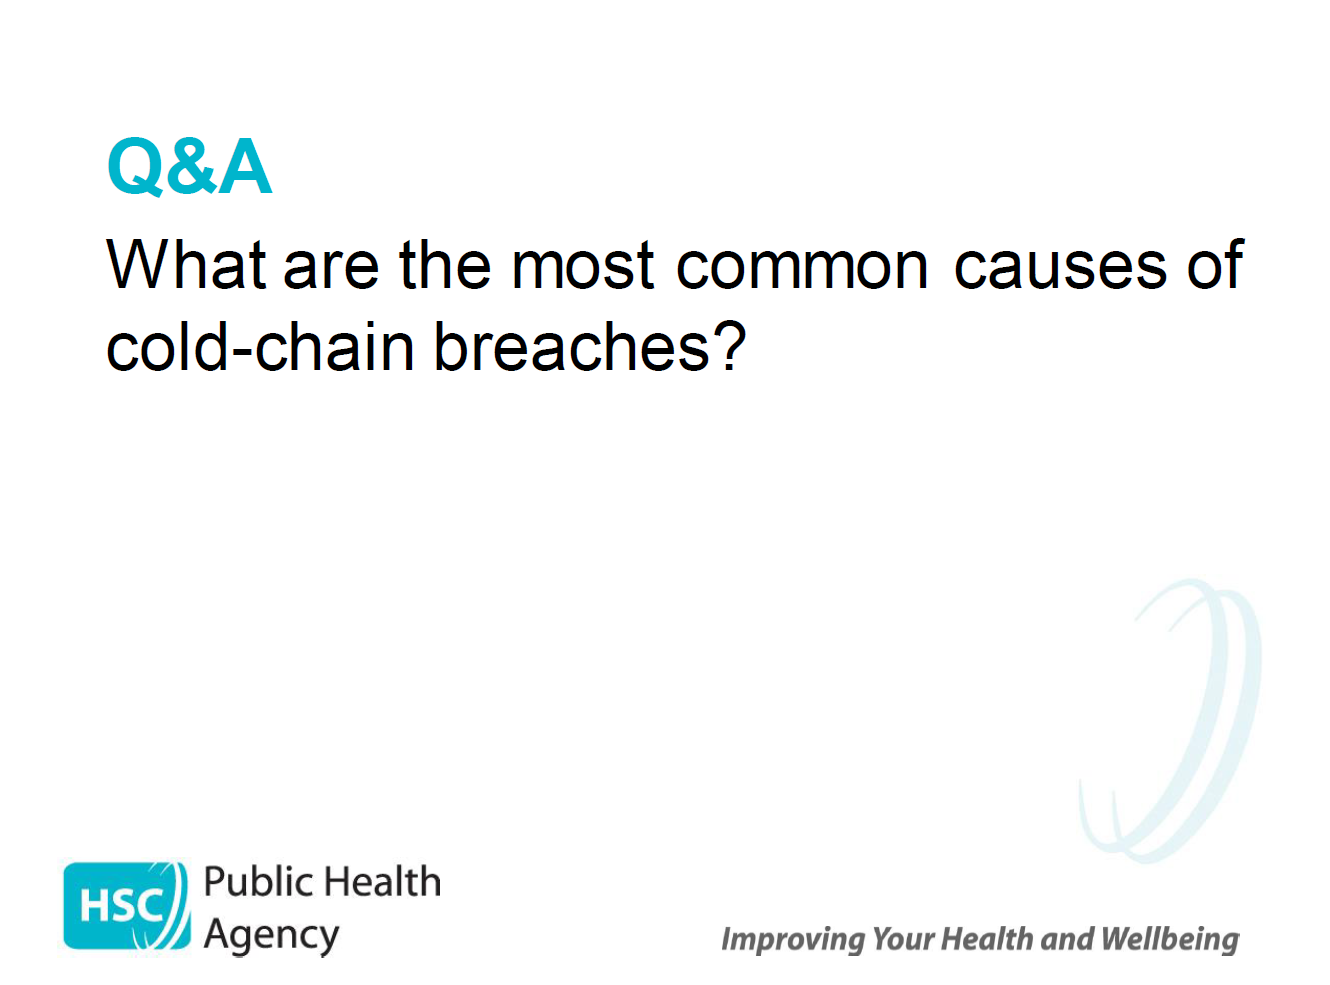 Q&A
What are the most common causes of
cold-chain breaches?
HSC
Public Health
Agency
Improving Your Health and Wellbeing